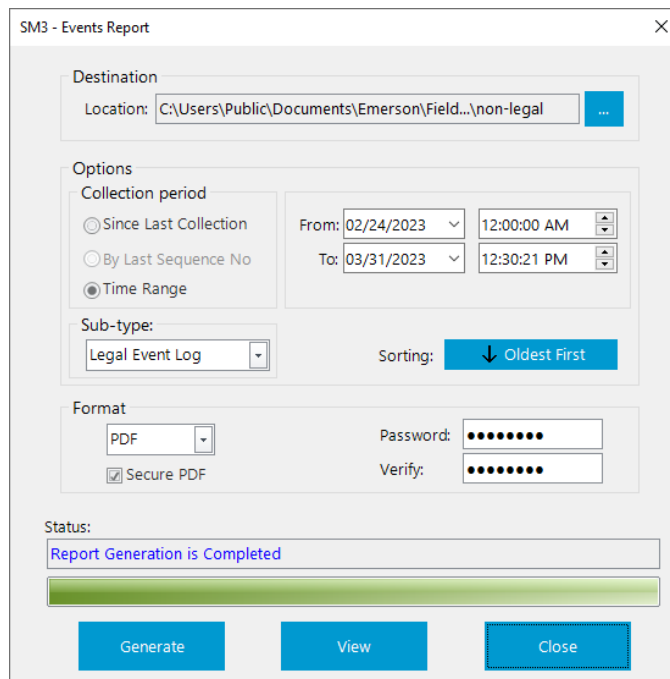 SM3 - Events Report
Destination
Location: C:\Users\Public\Documents\Emerson\Field...\non-legal ...
Options
Collection period
Since Last Collection
By Last Sequence No
Time Range
From: 02/24/2023 12:00:00 AM
To: 03/31/2023 12:30:21 PM
Sub-type:
Legal Event Log
Sorting: Oldest First
Format
PDF
Secure PDF
Password: ●●●●●●●●
Verify: ●●●●●●●●
Status:
Report Generation is Completed
Generate View Close